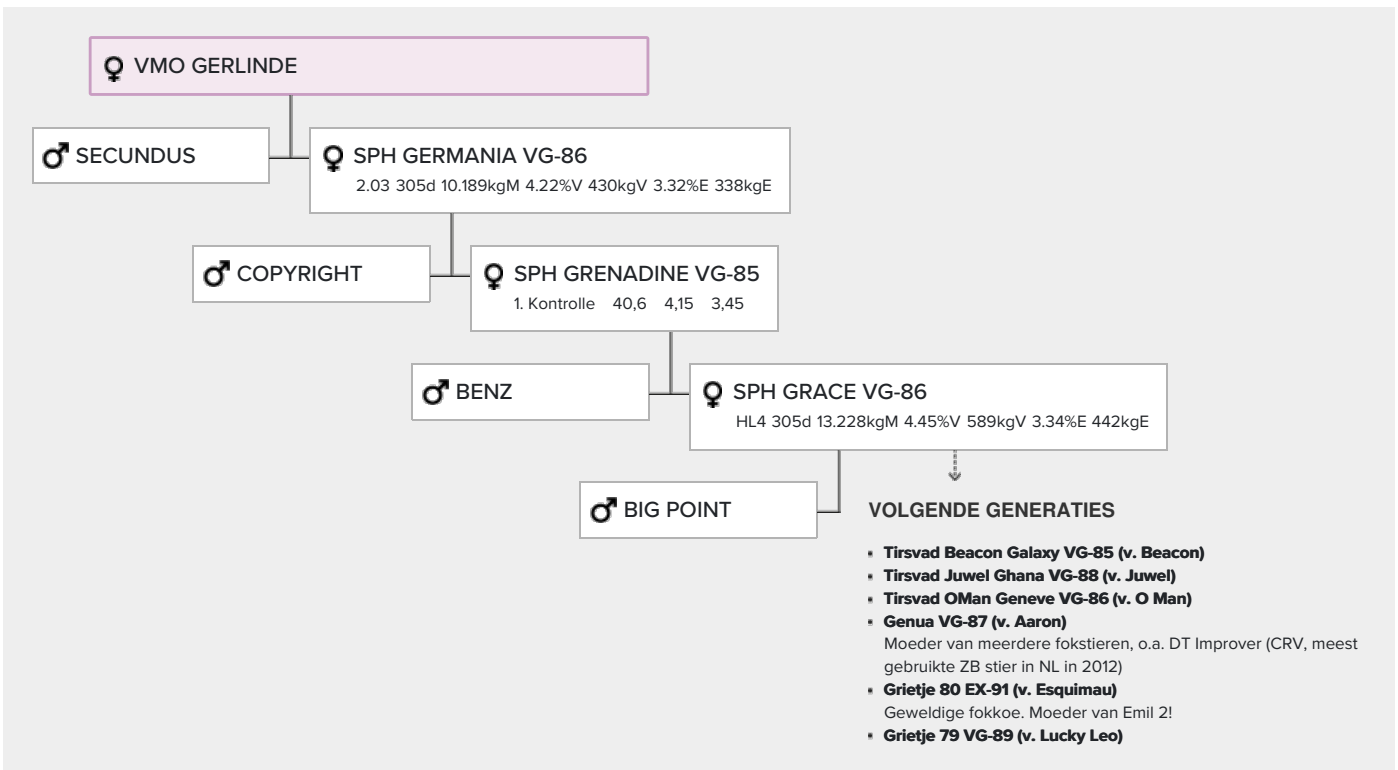 VMO GERLINDE
SECUNDUS
SPH GERMANIA VG-86
2.03 305d 10.189kgM 4.22%V 430kgV 3.32%E 338kgE
COPYRIGHT
SPH GRENADINE VG-85
1. Kontrolle 40,6 4,15 3,45
BENZ
SPH GRACE VG-86
HL4 305d 13.228kgM 4.45%V 589kgV 3.34%E 442kgE
BIG POINT
VOLGENDE GENERATIES
Tirsvad Beacon Galaxy VG-85 (v. Beacon)
Tirsvad Juwel Ghana VG-88 (v. Juwel)
Tirsvad OMan Geneve VG-86 (v. O Man)
Genua VG-87 (v. Aaron)
Moeder van meerdere fokstieren, o.a. DT Improver (CRV, meest
gebruikte ZB stier in NL in 2012)
Grietje 80 EX-91 (v. Esquimau)
Geweldige fokkoe. Moeder van Emil 2!
Grietje 79 VG-89 (v. Lucky Leo)